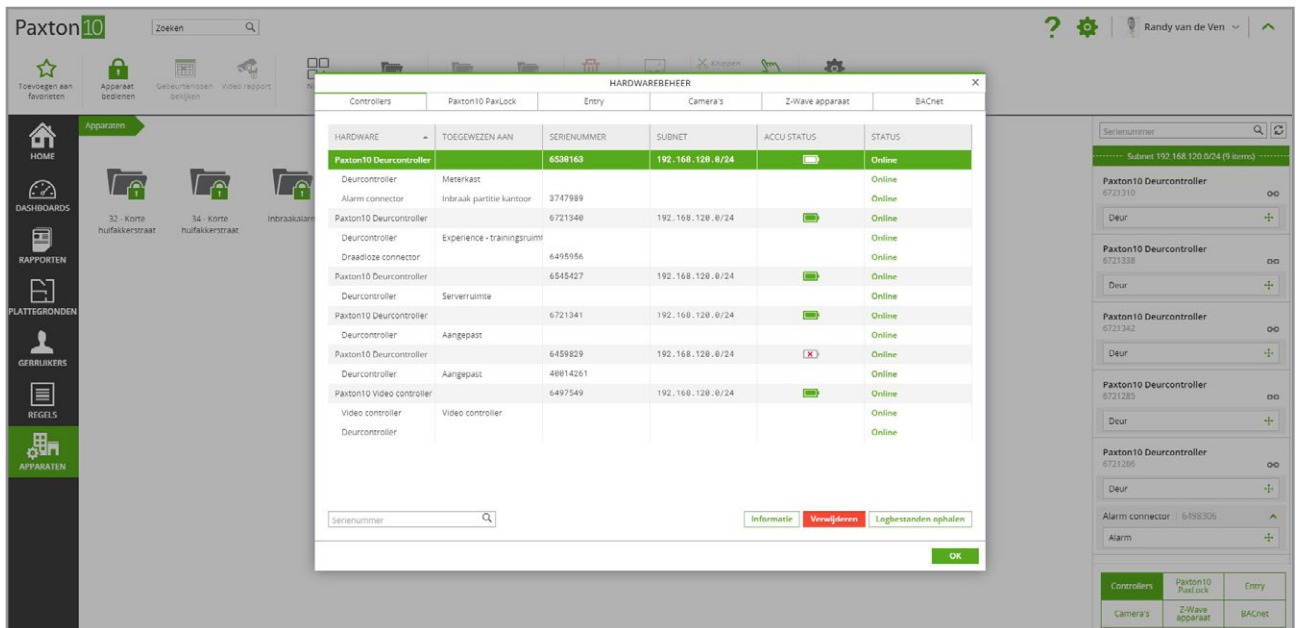 Paxton10
Zoeken
Randy van de Ven
Toevoegen aan
favorieten
Apparaat
bedienen
Gebeurtenissen
bekijken
Video rapport
Knippen
HOME
DASHBOARDS
RAPPORTEN
PLATTEGRONDEN
GEBRUIKERS
REGELS
APPARATEN
Apparaten
32 - Korte
huifakkerstraat
34 - Korte
huifakkerstraat
HARDWAREBEHEER
Controllers Paxton10 PaxLock Entry Camera's Z-Wave apparaat BACnet
HARDWARE TOEGEWEZEN AAN SERIENUMMER SUBNET ACCU STATUS STATUS
Paxton10 Deurcontroller 6530163 192.168.120.0/24 Online
Deurcontroller Meterkast Online
Alarm connector Inbraak partitie kantoor 3747989 Online
Paxton10 Deurcontroller 6721340 192.168.120.0/24 Online
Deurcontroller Experience - trainingsruimt Online
Draadloze connector 6495956 Online
Paxton10 Deurcontroller 6545427 192.168.120.0/24 Online
Deurcontroller Serverruimte Online
Paxton10 Deurcontroller 6721341 192.168.120.0/24 Online
Deurcontroller Aangepast Online
Paxton10 Deurcontroller 6459829 192.168.120.0/24 Online
Deurcontroller Aangepast 40014261 Online
Paxton10 Video controller 6497549 192.168.120.0/24 Online
Video controller Video controller Online
Deurcontroller Online
Serienummer
Informatie Verwijderen Logbestanden ophalen
OK
Serienummer
Subnet 192.168.120.0/24 (9 items)
Paxton10 Deurcontroller
6721310
Deur
Paxton10 Deurcontroller
6721338
Deur
Paxton10 Deurcontroller
6721342
Deur
Paxton10 Deurcontroller
6721285
Deur
Paxton10 Deurcontroller
6721286
Deur
Alarm connector 6498306
Alarm
Controllers Paxton10 PaxLock Entry
Camera's Z-Wave apparaat BACnet